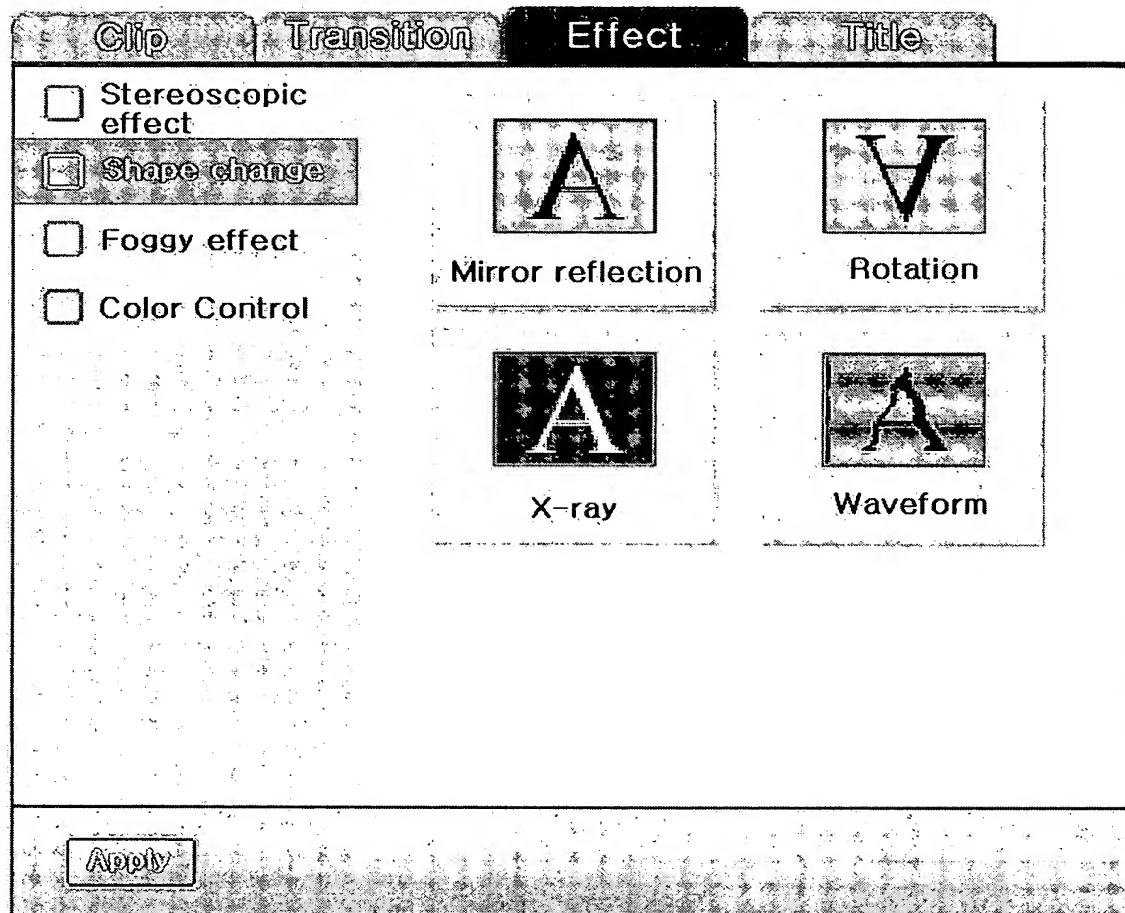 Clip Transition Effect Title
Stereoscopic
effect
Shape change
Foggy effect
Color Control
A
A
Mirror reflection
Rotation
A
A
X-ray
Waveform
Apply